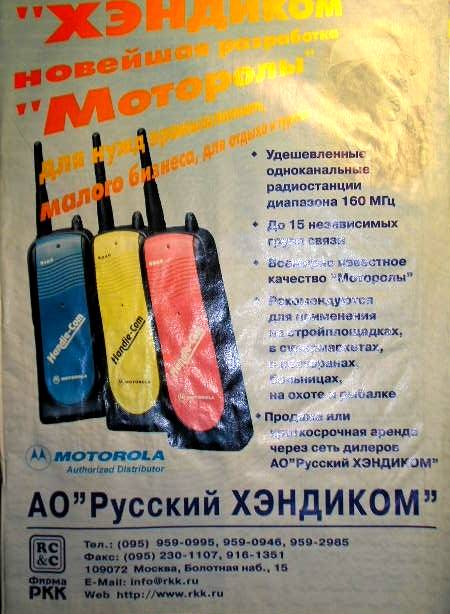 "ХЭНДИКОМ
новейшая разработка
"Моторолы"
для нужд промышленности,
малого бизнеса, для отдыха и
Удешевленные
одноканальные
радиостанции
диапазона 160 МГц
До 15 независимых
групп связи
Всемирно известное
качество "Моторолы"
Рекомендуются
для применения
на стройплощадках,
в супермаркетах,
в ресторанах,
больницах,
на охоте и рыбалке
Продажа или
краткосрочная аренда
через сеть дилеров
АО"Русский ХЭНДИКОМ"
Handie-Com
Handie-Com
Handie-Com
MOTOROLA
MOTOROLA
MOTOROLA
MOTOROLA
Authorized Distributor
АО"Русский ХЭНДИКОМ"
RC
&C
Фирма
РКК
Тел.: (095) 959-0995, 959-0946, 959-2985
Факс: (095) 230-1107, 916-1351
109072 Москва, Болотная наб., 15
E-Mail: info@rkk.ru
Web http://www.rkk.ru